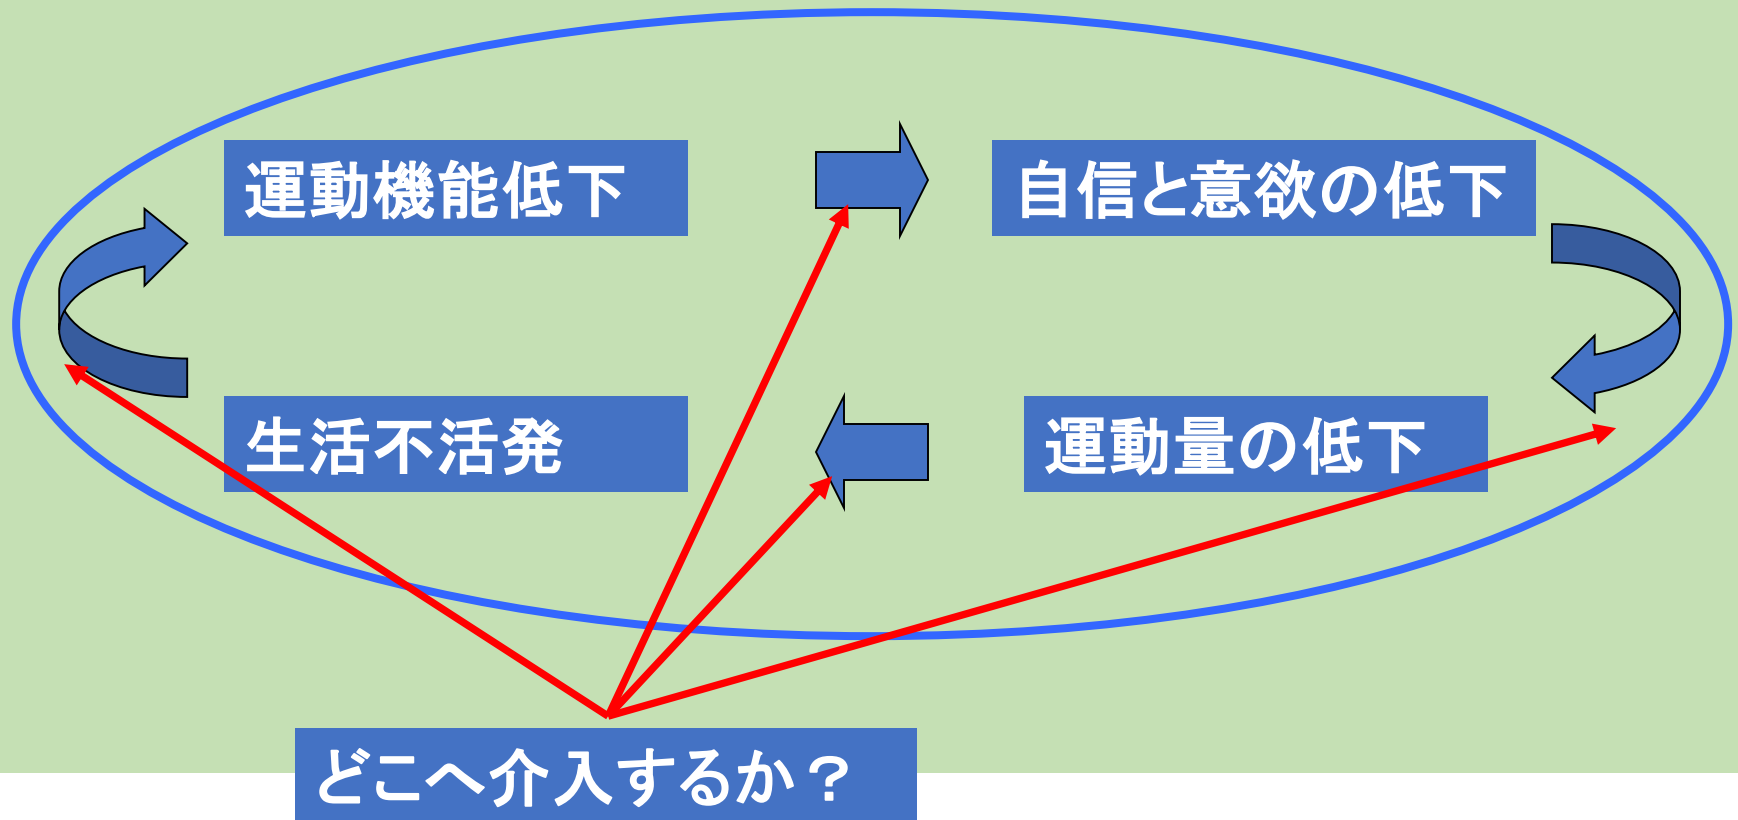 運動機能低下
自信と意欲の低下
生活不活発
運動量の低下
どこへ介入するか？